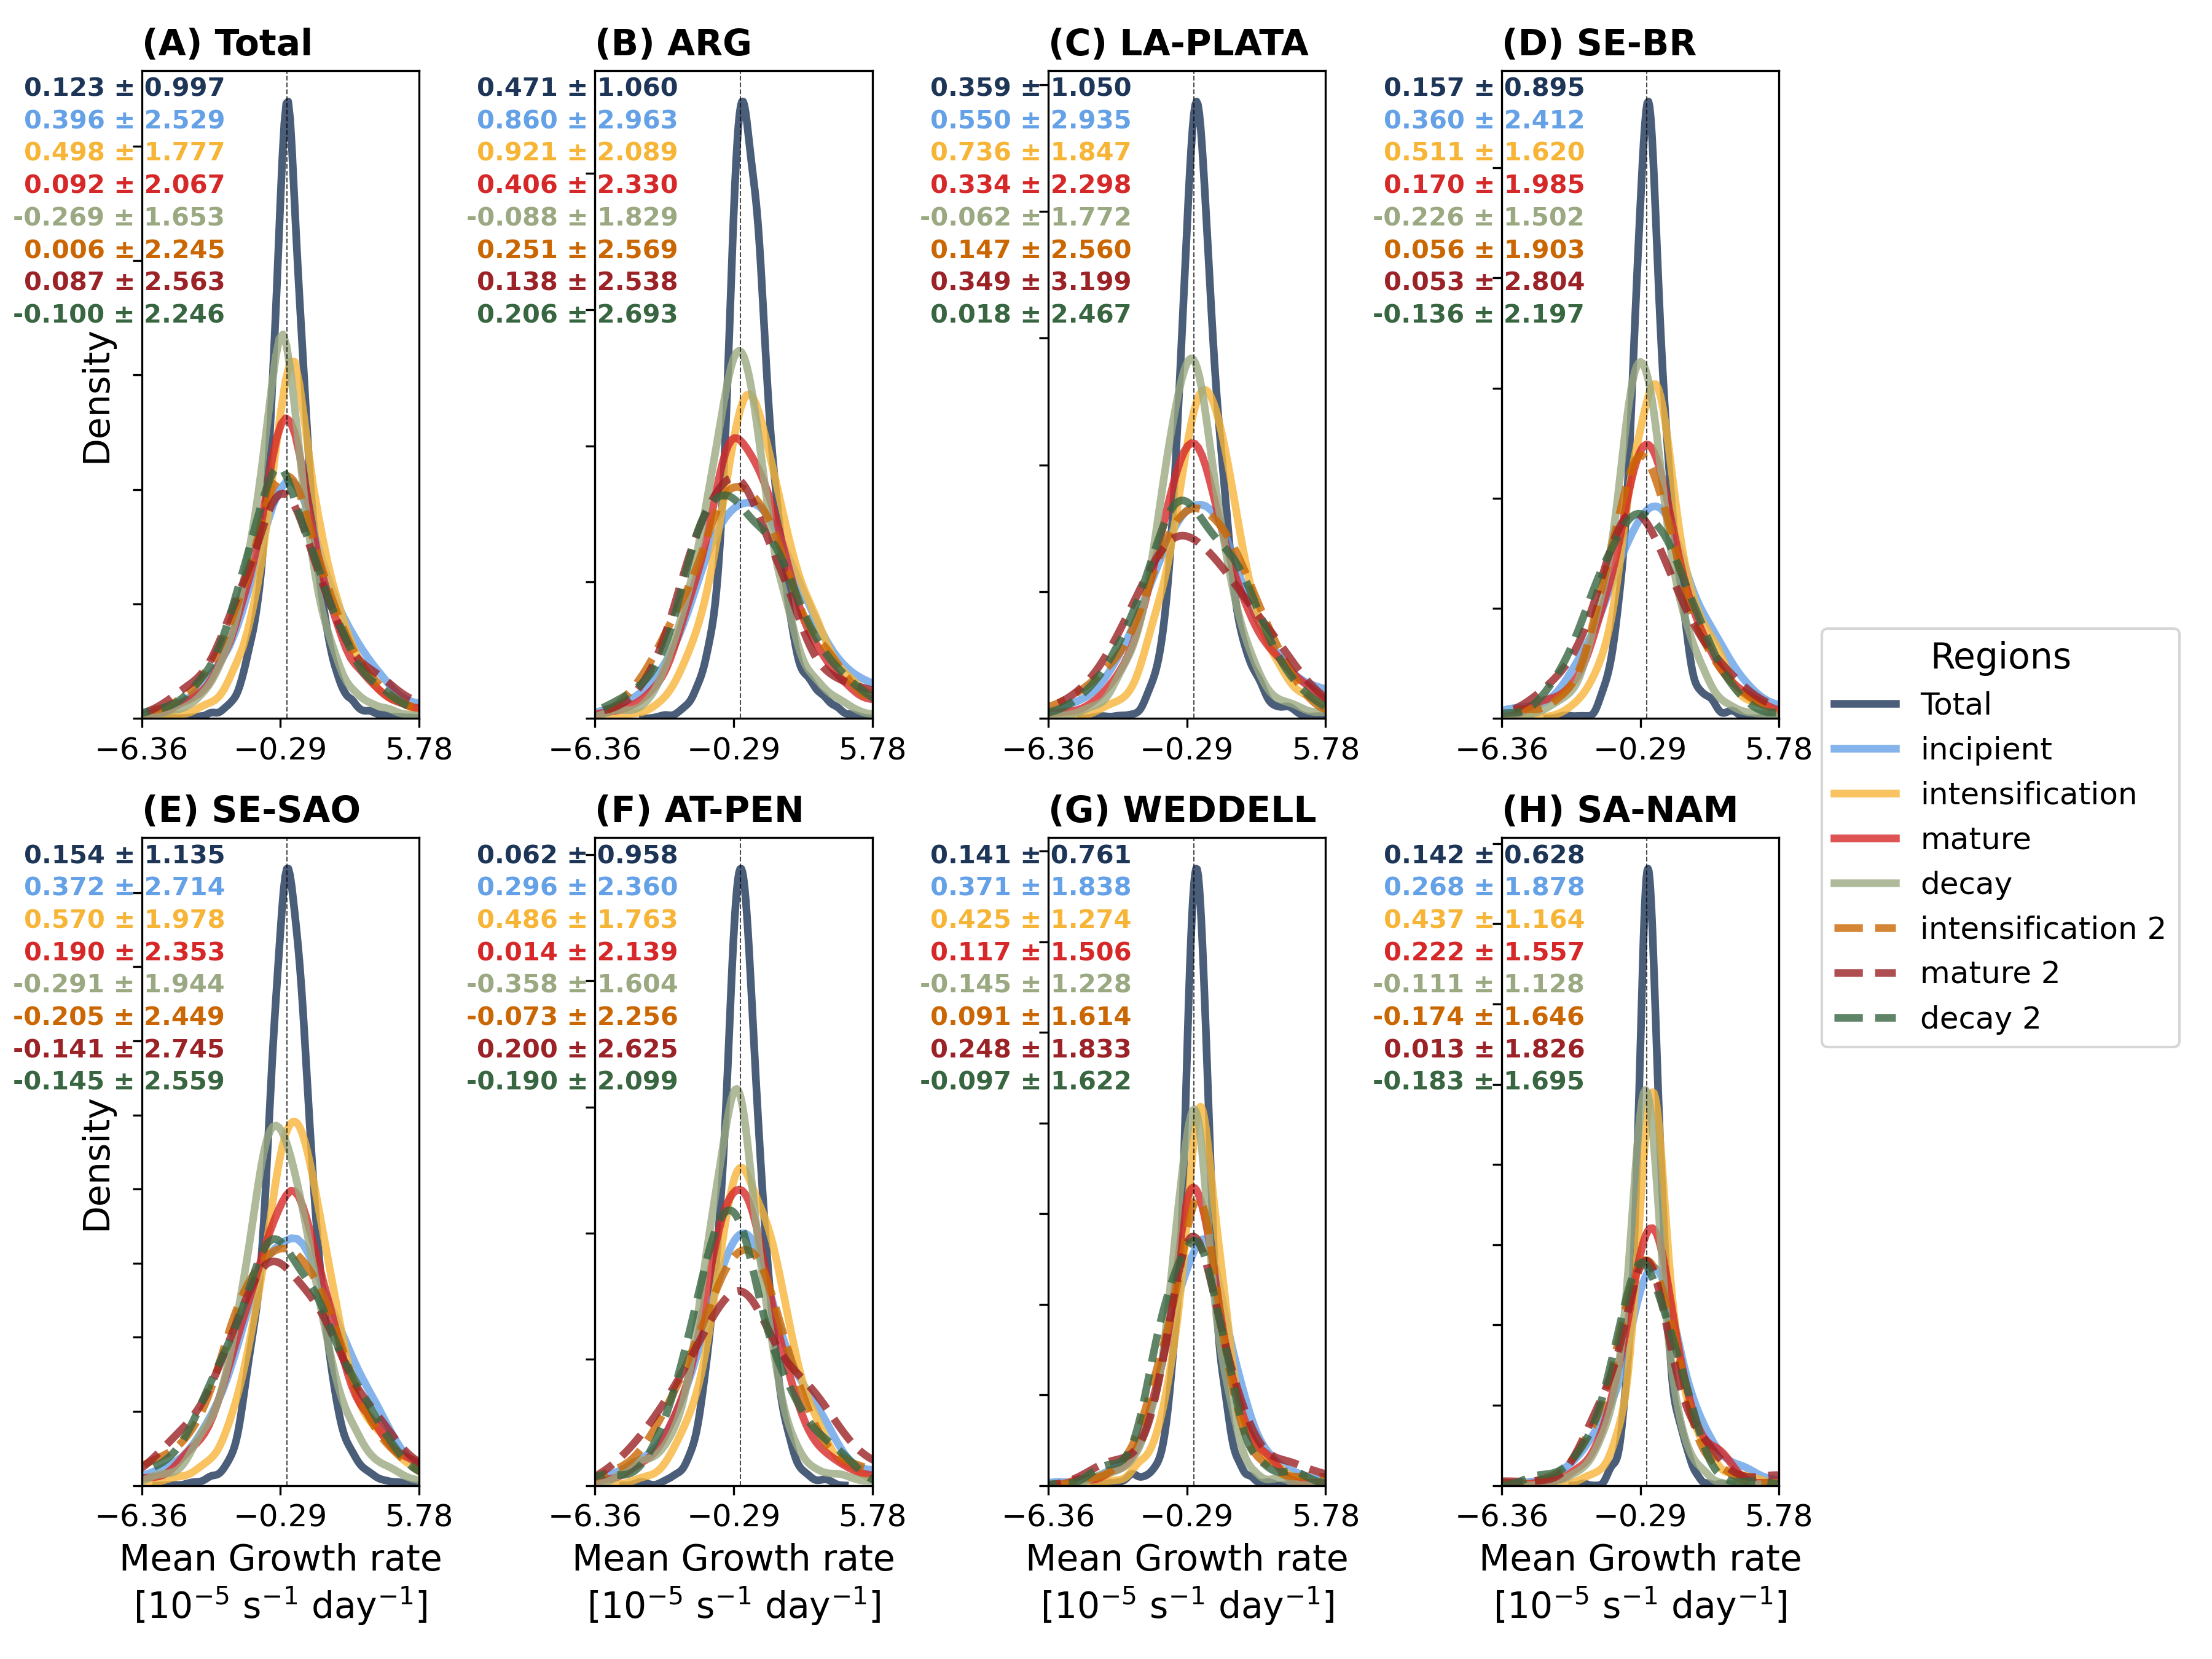 (A) Total
0.123 ± 0.997
0.396 ± 2.529
0.498 ± 1.777
0.092 ± 2.067
-0.269 ± 1.653
0.006 ± 2.245
0.087 ± 2.563
-0.100 ± 2.246
Density
−6.36 −0.29 5.78
(B) ARG
0.471 ± 1.060
0.860 ± 2.963
0.921 ± 2.089
0.406 ± 2.330
-0.088 ± 1.829
0.251 ± 2.569
0.138 ± 2.538
0.206 ± 2.693
−6.36 −0.29 5.78
(C) LA-PLATA
0.359 ± 1.050
0.550 ± 2.935
0.736 ± 1.847
0.334 ± 2.298
-0.062 ± 1.772
0.147 ± 2.560
0.349 ± 3.199
0.018 ± 2.467
−6.36 −0.29 5.78
(D) SE-BR
0.157 ± 0.895
0.360 ± 2.412
0.511 ± 1.620
0.170 ± 1.985
-0.226 ± 1.502
0.056 ± 1.903
0.053 ± 2.804
-0.136 ± 2.197
−6.36 −0.29 5.78
(E) SE-SAO
0.154 ± 1.135
0.372 ± 2.714
0.570 ± 1.978
0.190 ± 2.353
-0.291 ± 1.944
-0.205 ± 2.449
-0.141 ± 2.745
-0.145 ± 2.559
Density
−6.36 −0.29 5.78
Mean Growth rate
[10⁻⁵ s⁻¹ day⁻¹]
(F) AT-PEN
0.062 ± 0.958
0.296 ± 2.360
0.486 ± 1.763
0.014 ± 2.139
-0.358 ± 1.604
-0.073 ± 2.256
0.200 ± 2.625
-0.190 ± 2.099
−6.36 −0.29 5.78
Mean Growth rate
[10⁻⁵ s⁻¹ day⁻¹]
(G) WEDDELL
0.141 ± 0.761
0.371 ± 1.838
0.425 ± 1.274
0.117 ± 1.506
-0.145 ± 1.228
0.091 ± 1.614
0.248 ± 1.833
-0.097 ± 1.622
−6.36 −0.29 5.78
Mean Growth rate
[10⁻⁵ s⁻¹ day⁻¹]
(H) SA-NAM
0.142 ± 0.628
0.268 ± 1.878
0.437 ± 1.164
0.222 ± 1.557
-0.111 ± 1.128
-0.174 ± 1.646
0.013 ± 1.826
-0.183 ± 1.695
−6.36 −0.29 5.78
Mean Growth rate
[10⁻⁵ s⁻¹ day⁻¹]
Regions
Total
incipient
intensification
mature
decay
intensification 2
mature 2
decay 2